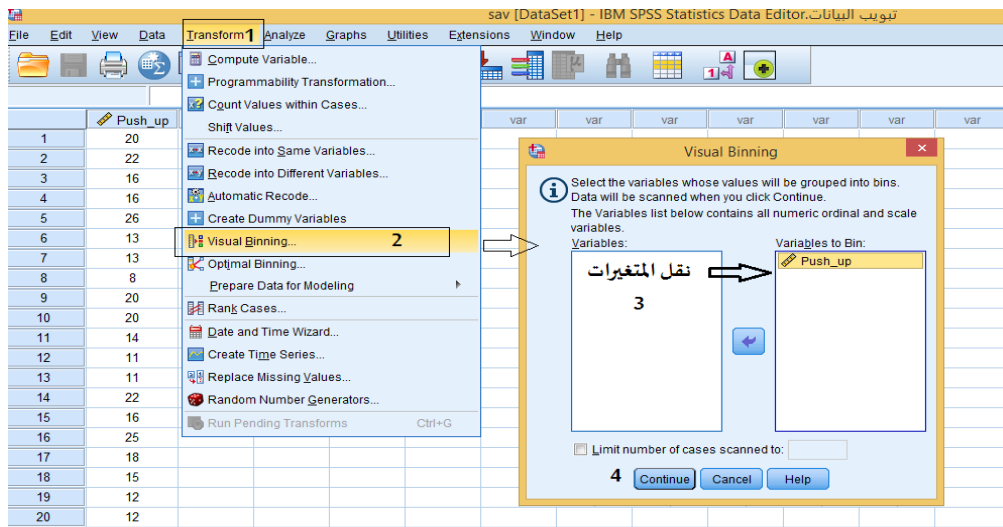 sav [DataSet1] - IBM SPSS Statistics Data Editor.تبويب البيانات
File Edit View Data Transform 1 Analyze Graphs Utilities Extensions Window Help
Compute Variable...
Programmability Transformation...
Count Values within Cases...
Shift Values...
Recode into Same Variables...
Recode into Different Variables...
Automatic Recode...
Create Dummy Variables
Visual Binning... 2
Optimal Binning...
Prepare Data for Modeling
Rank Cases...
Date and Time Wizard...
Create Time Series...
Replace Missing Values...
Random Number Generators...
Run Pending Transforms Ctrl+G
Push_up var var var var var var var
1 20
2 22
3 16
4 16
5 26
6 13
7 13
8 8
9 20
10 20
11 14
12 11
13 11
14 22
15 16
16 25
17 18
18 15
19 12
20 12
Visual Binning
Select the variables whose values will be grouped into bins.
Data will be scanned when you click Continue.
The Variables list below contains all numeric ordinal and scale
variables.
Variables: Variables to Bin:
نقل المتغيرات
3
Push_up
Limit number of cases scanned to:
4 Continue Cancel Help